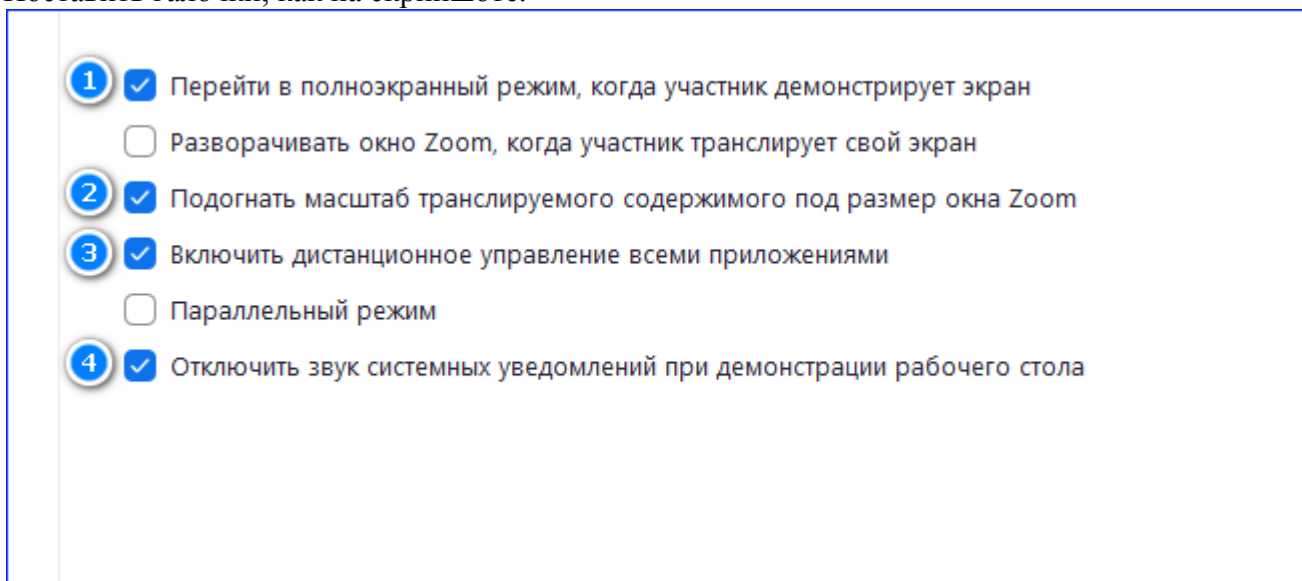 1 Перейти в полноэкранный режим, когда участник демонстрирует экран
Разворачивать окно Zoom, когда участник транслирует свой экран
2 Подогнать масштаб транслируемого содержимого под размер окна Zoom
3 Включить дистанционное управление всеми приложениями
Параллельный режим
4 Отключить звук системных уведомлений при демонстрации рабочего стола